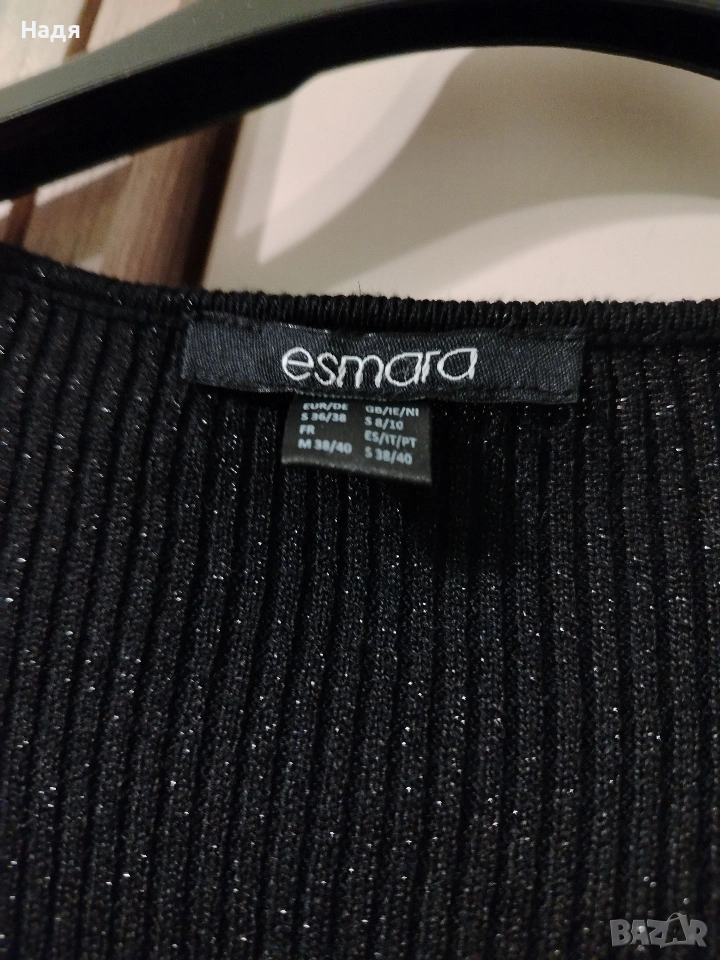 Надя
esmara
EUR/DE GB/IE/NI
S 36/38 S 8/10
FR ES/IT/PT
M 38/40 S 38/40
BAZAR